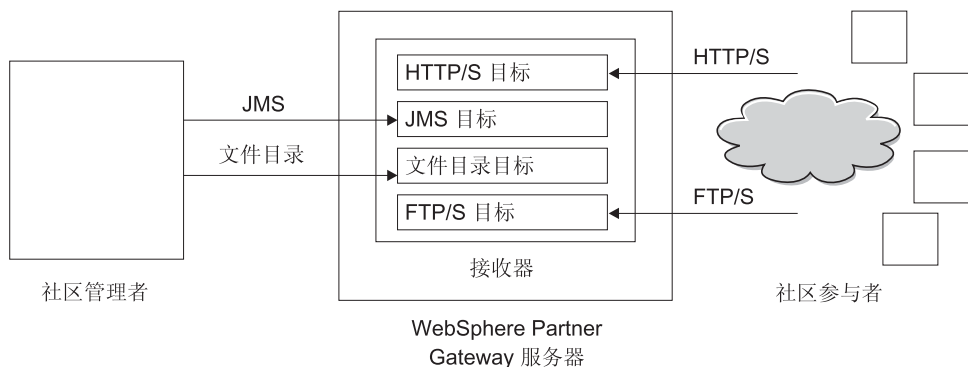 HTTP/S 目标
HTTP/S
JMS
JMS 目标
文件目录
文件目录目标
FTP/S 目标
FTP/S
接收器
社区管理者
社区参与者
WebSphere Partner
Gateway 服务器